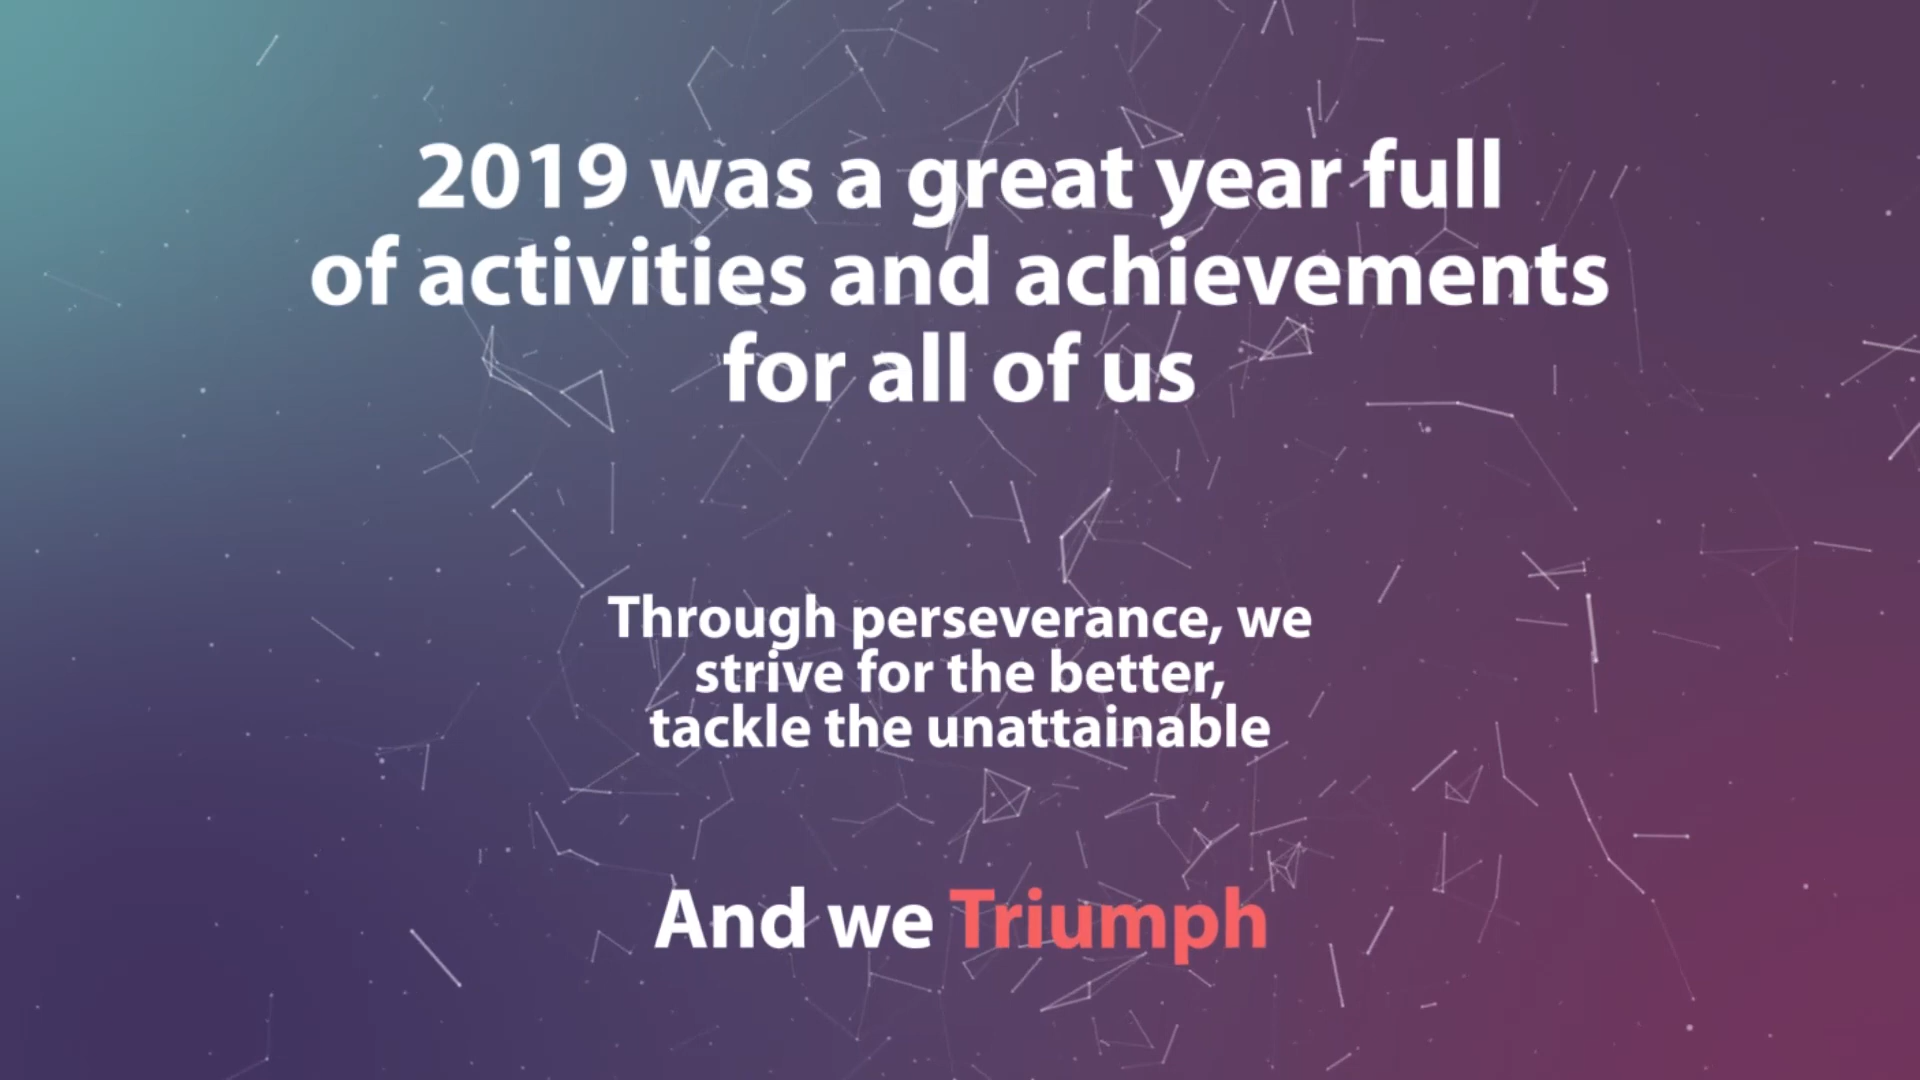 2019 was a great year full
of activities and achievements
for all of us
Through perseverance, we
strive for the better,
tackle the unattainable
And we Triumph